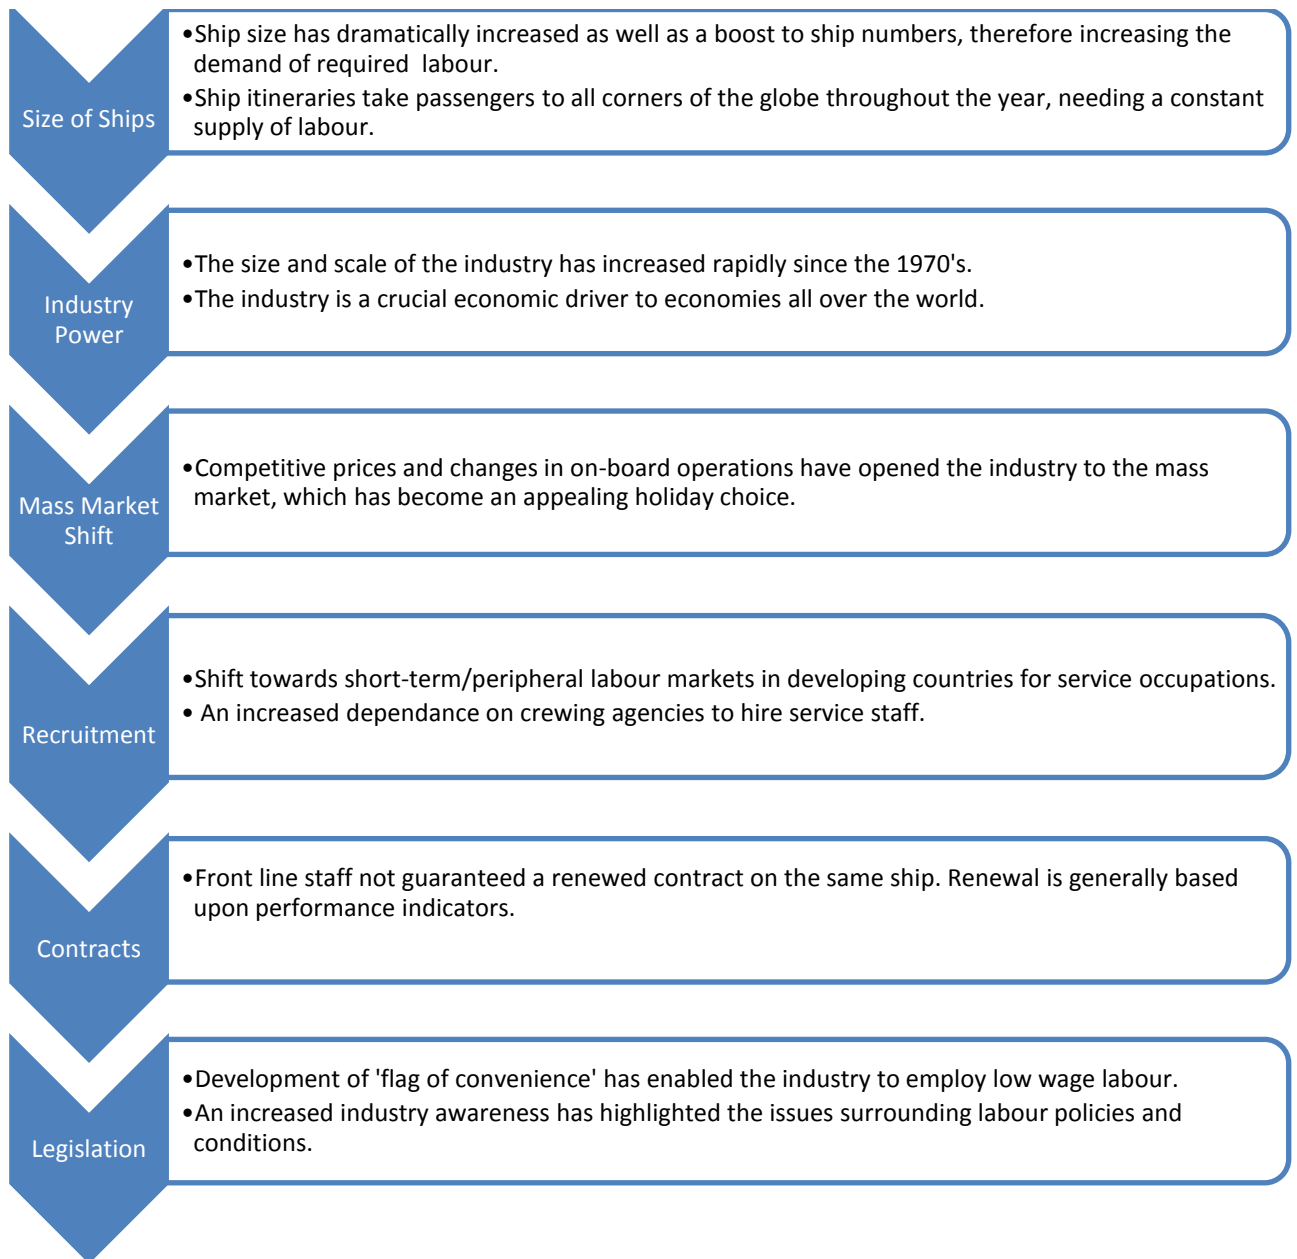 Size of Ships
•Ship size has dramatically increased as well as a boost to ship numbers, therefore increasing the
demand of required  labour.
•Ship itineraries take passengers to all corners of the globe throughout the year, needing a constant
supply of labour.
Industry
Power
•The size and scale of the industry has increased rapidly since the 1970's.
•The industry is a crucial economic driver to economies all over the world.
Mass Market
Shift
•Competitive prices and changes in on-board operations have opened the industry to the mass
market, which has become an appealing holiday choice.
Recruitment
•Shift towards short-term/peripheral labour markets in developing countries for service occupations.
• An increased dependance on crewing agencies to hire service staff.
Contracts
•Front line staff not guaranteed a renewed contract on the same ship. Renewal is generally based
upon performance indicators.
Legislation
•Development of 'flag of convenience' has enabled the industry to employ low wage labour.
•An increased industry awareness has highlighted the issues surrounding labour policies and
conditions.